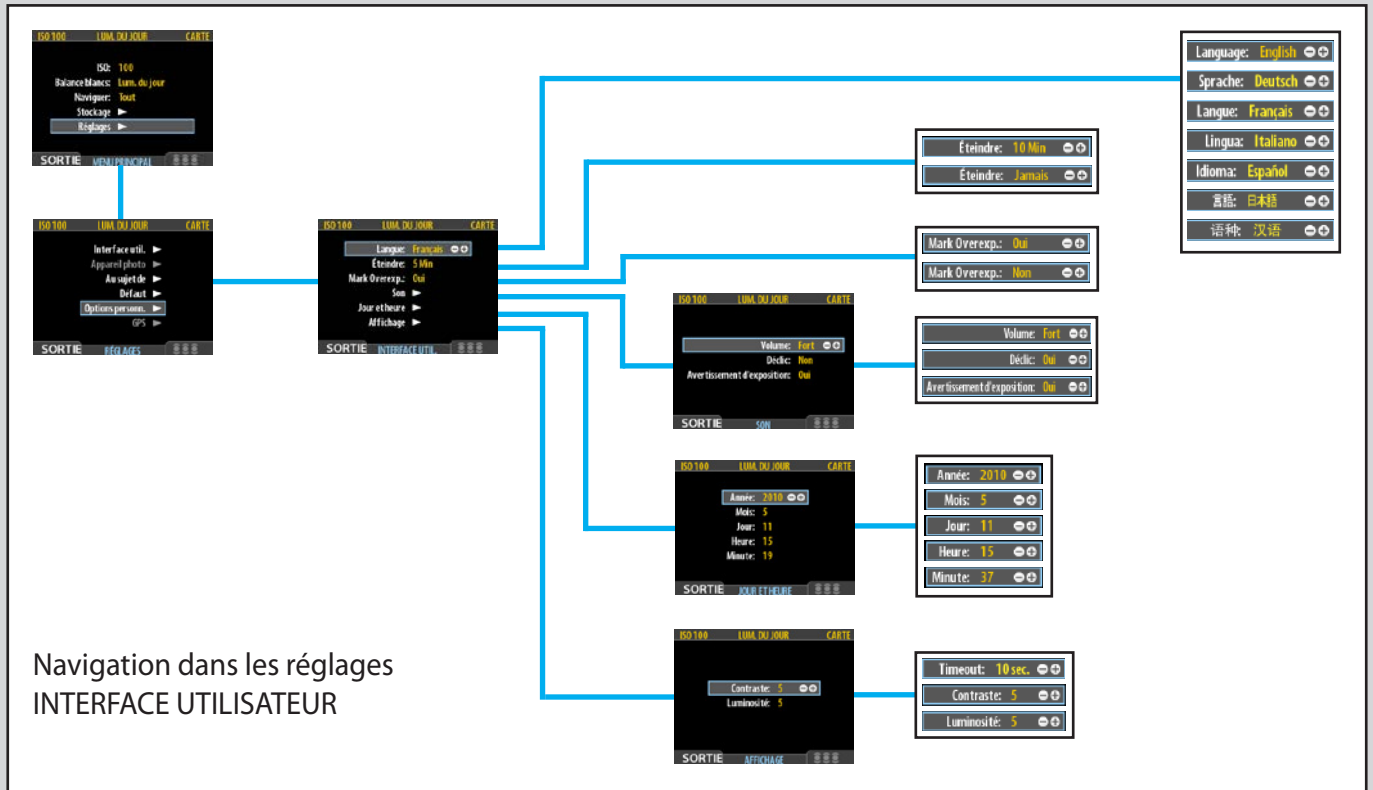 ISO 100 LUM. DU JOUR CARTE
ISO: 100
Balance blancs: Lum. du jour
Naviguer: Tout
Stockage
Réglages
SORTIE MENU PRINCIPAL
ISO 100 LUM. DU JOUR CARTE
Interface util.
Appareil photo
Au sujet de
Défaut
Options personn.
GPS
SORTIE RÉGLAGES
ISO 100 LUM. DU JOUR CARTE
Langue: Français
Éteindre: 5 Min
Mark Overexp.: Oui
Son
Jour et heure
Affichage
SORTIE INTERFACE UTIL.
Language: English
Sprache: Deutsch
Langue: Français
Lingua: Italiano
Idioma: Español
言語: 日本語
语种: 汉语
Éteindre: 10 Min
Éteindre: Jamais
Mark Overexp.: Oui
Mark Overexp.: Non
ISO 100 LUM. DU JOUR CARTE
Volume: Fort
Déclic: Non
Avertissement d'exposition: Oui
SORTIE SON
Volume: Fort
Déclic: Oui
Avertissement d'exposition: Oui
ISO 100 LUM. DU JOUR CARTE
Année: 2010
Mois: 5
Jour: 11
Heure: 15
Minute: 19
SORTIE JOUR ET HEURE
Année: 2010
Mois: 5
Jour: 11
Heure: 15
Minute: 37
ISO 100 LUM. DU JOUR CARTE
Contraste: 5
Luminosité: 5
SORTIE AFFICHAGE
Timeout: 10 sec.
Contraste: 5
Luminosité: 5
Navigation dans les réglages
INTERFACE UTILISATEUR